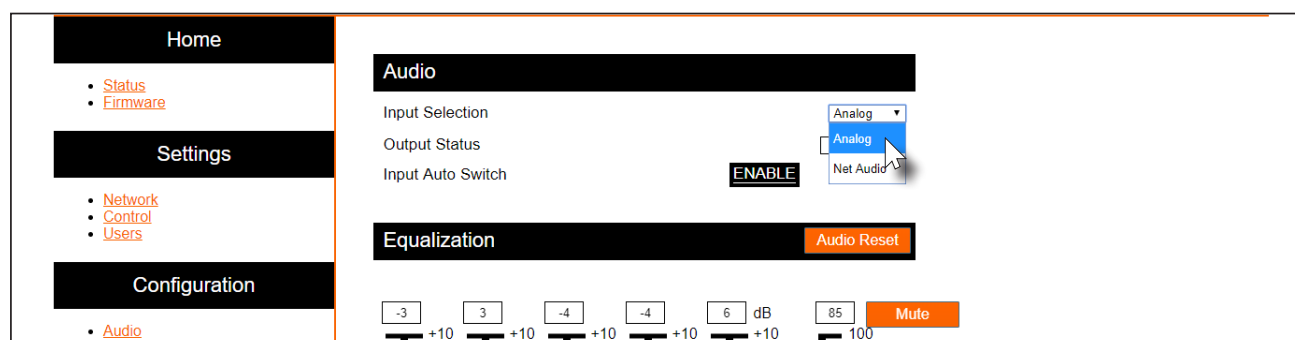 Home
Status
Firmware
Settings
Network
Control
Users
Configuration
Audio
Audio
Input Selection
Analog
Output Status
Analog
Input Auto Switch
ENABLE
Net Audio
Equalization
Audio Reset
-3 3 -4 -4 6 dB 85 Mute
+10 +10 +10 +10 +10 100